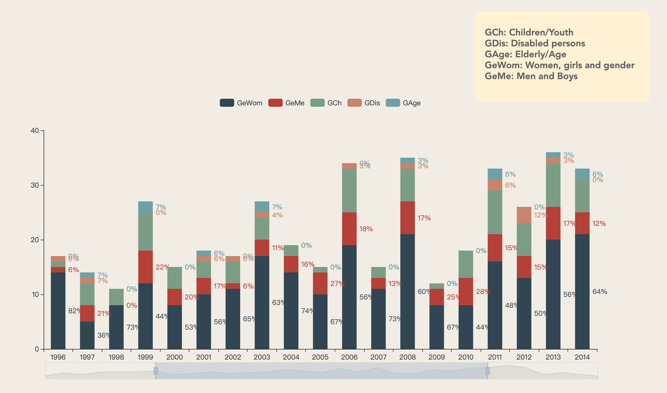 GCh: Children/Youth
GDis: Disabled persons
GAge: Elderly/Age
GeWom: Women, girls and gender
GeMe: Men and Boys
GeWom GeMe GCh GDis GAge
40
30
20
10
0
82% 6% 0%
36% 21% 7% 7%
73% 0% 0%
44% 22% 0% 7%
53% 20% 0%
56% 17% 6% 6%
65% 6%
63% 11% 4% 7%
74% 16% 0%
67% 27% 0%
56% 18% 3% 0%
73% 13% 0%
60% 17% 3% 3%
67% 25% 0%
44% 28% 0%
48% 15% 6% 6%
50% 15% 12% 0%
56% 17% 3% 3%
64% 12% 0% 6%
1996 1997 1998 1999 2000 2001 2002 2003 2004 2005 2006 2007 2008 2009 2010 2011 2012 2013 2014